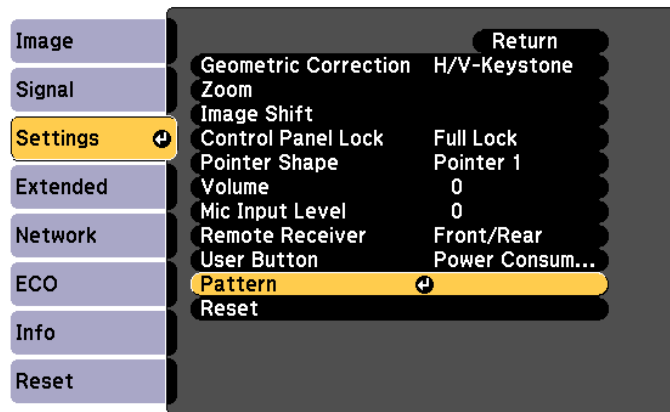 Image
Signal
Settings
Extended
Network
ECO
Info
Reset
Return
Geometric Correction H/V-Keystone
Zoom
Image Shift
Control Panel Lock Full Lock
Pointer Shape Pointer 1
Volume 0
Mic Input Level 0
Remote Receiver Front/Rear
User Button Power Consum...
Pattern
Reset